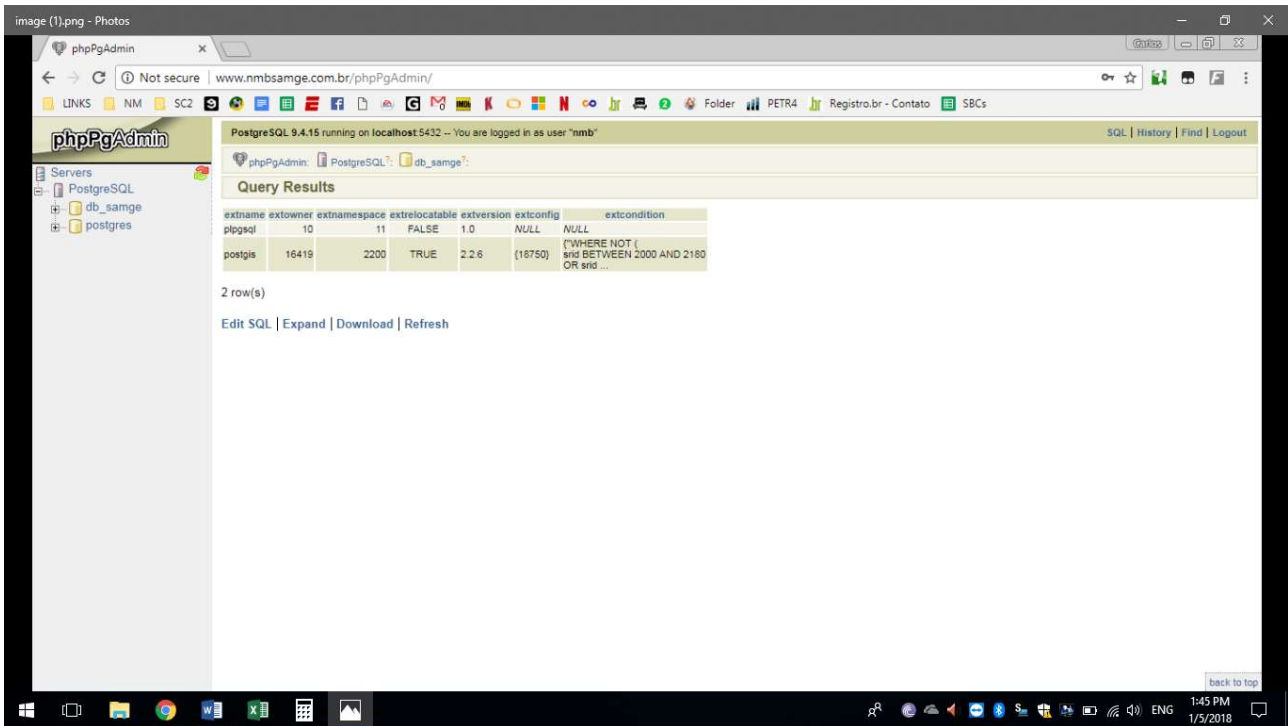 image (1).png - Photos
phpPgAdmin
Carlos
Not secure | www.nmbsamge.com.br/phpPgAdmin/
LINKS NM SC2 Folder PETR4 Registro.br - Contato SBCs
phpPgAdmin
PostgreSQL 9.4.15 running on localhost:5432 -- You are logged in as user "nmb"
SQL | History | Find | Logout
phpPgAdmin: PostgreSQL?: db_samge?:
Servers
PostgreSQL
db_samge
postgres
Query Results
extname extowner extnamespace extrelocatable extversion extconfig extcondition
plpgsql 10 11 FALSE 1.0 NULL NULL
postgis 16419 2200 TRUE 2.2.6 {18750} {"WHERE NOT (
srid BETWEEN 2000 AND 2180
OR srid ...
2 row(s)
Edit SQL | Expand | Download | Refresh
back to top
ENG
1:45 PM
1/5/2018